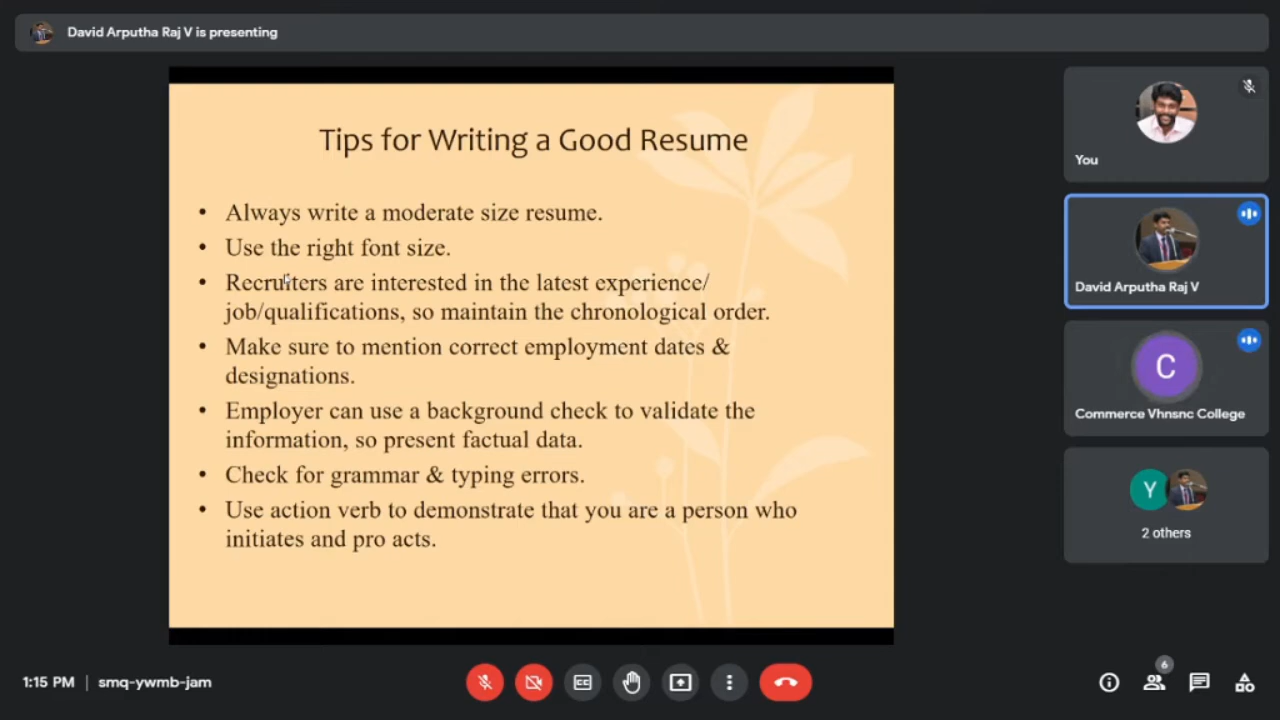 David Arputha Raj V is presenting
Tips for Writing a Good Resume
• Always write a moderate size resume.
• Use the right font size.
• Recruiters are interested in the latest experience/
job/qualifications, so maintain the chronological order.
• Make sure to mention correct employment dates &
designations.
• Employer can use a background check to validate the
information, so present factual data.
• Check for grammar & typing errors.
• Use action verb to demonstrate that you are a person who
initiates and pro acts.
You
David Arputha Raj V
C
Commerce Vhnsnc College
Y
2 others
1:15 PM | smq-ywmb-jam
6